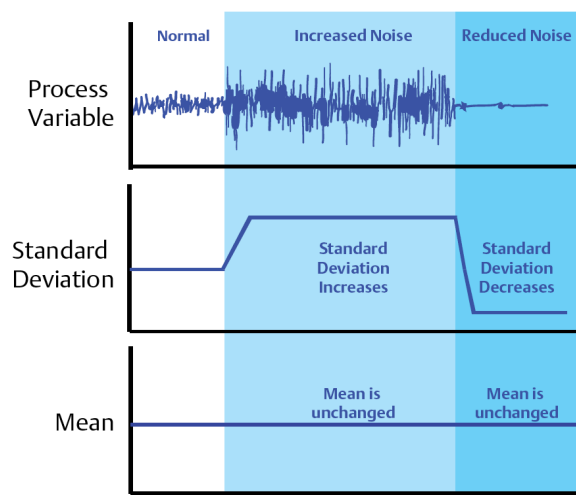 Normal
Increased Noise
Reduced Noise
Process
Variable
Standard
Deviation
Standard
Deviation
Increases
Standard
Deviation
Decreases
Mean
Mean is
unchanged
Mean is
unchanged